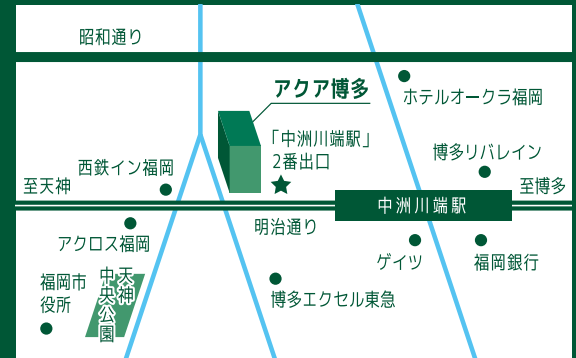 昭和通り
アクア博多
ホテルオークラ福岡
「中洲川端駅」
2番出口
博多リバレイン
西鉄イン福岡
至天神
至博多
中洲川端駅
明治通り
アクロス福岡
ゲイツ
福岡銀行
福岡市
役所
天神
中央公園
博多エクセル東急